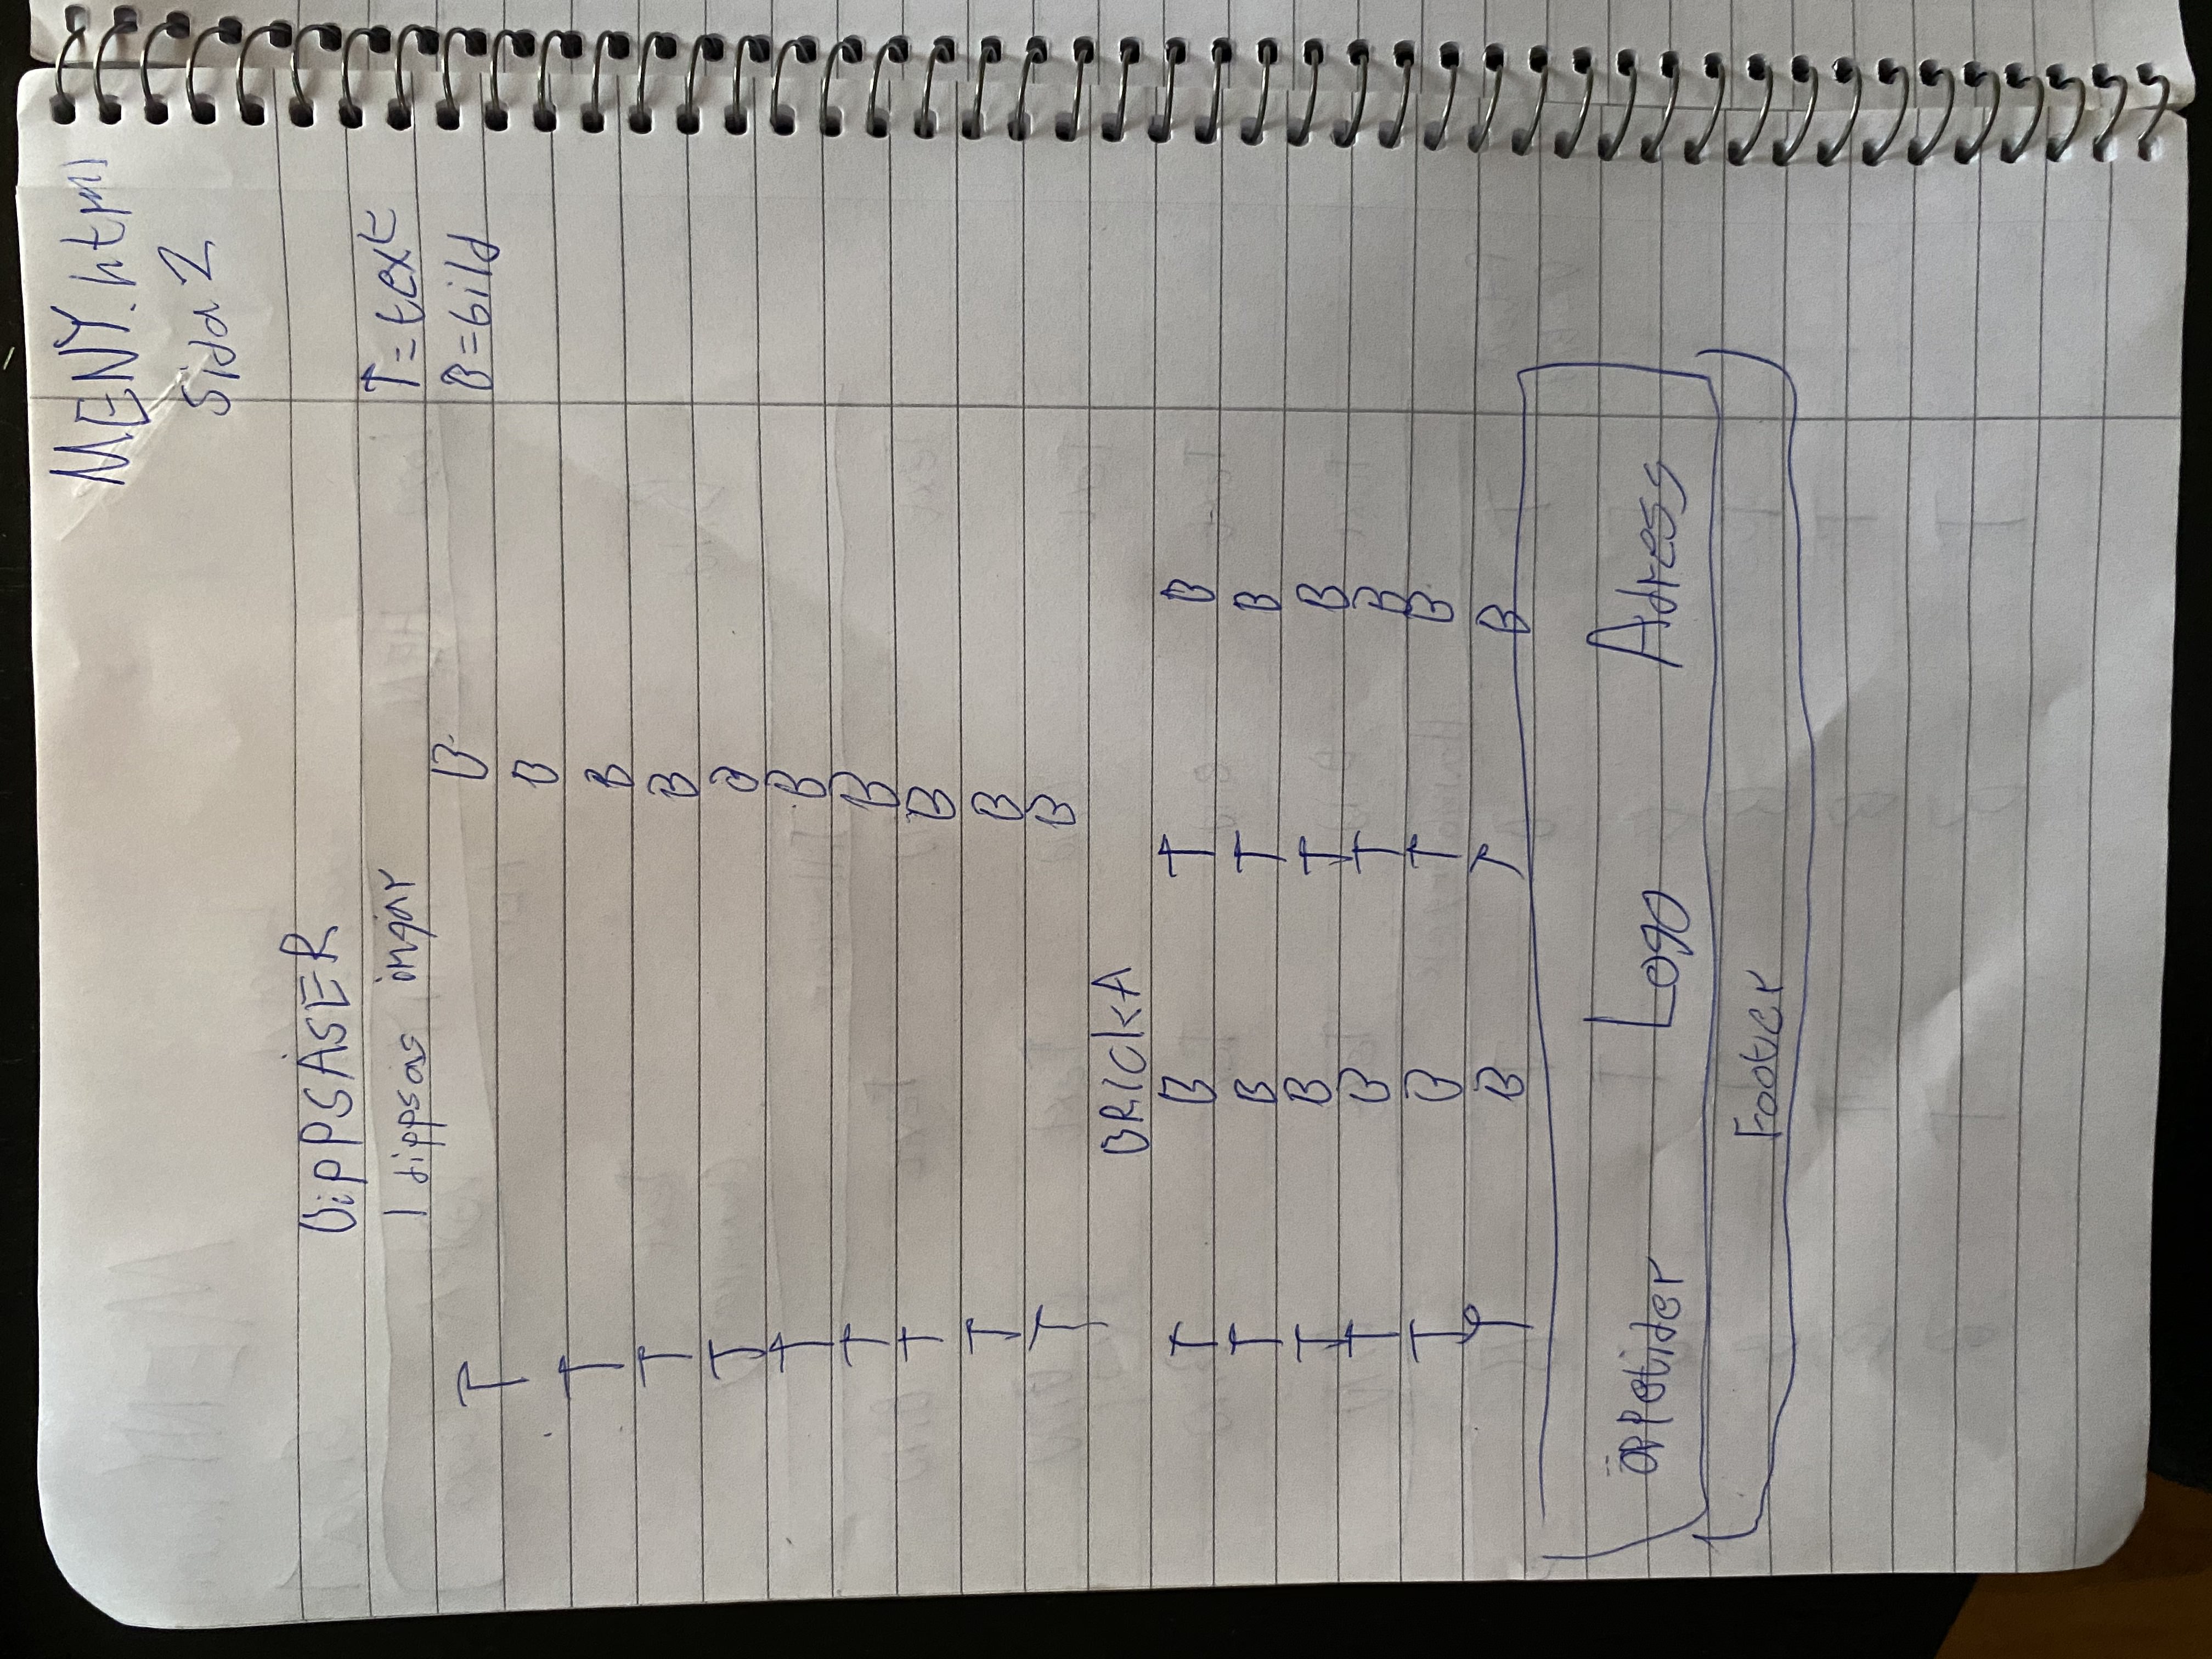 MENY.html
Sida 2
DiPPSÅSER
1 dippsås ingår
T=text
B=bild
T B
T B
T B
T B
T B
T B
T B
T B
T B
B
BRICKA
T B T B
T B T B
T B T B
T B T B
T B T B
T B T B
öppetider Logo Adress
Footer